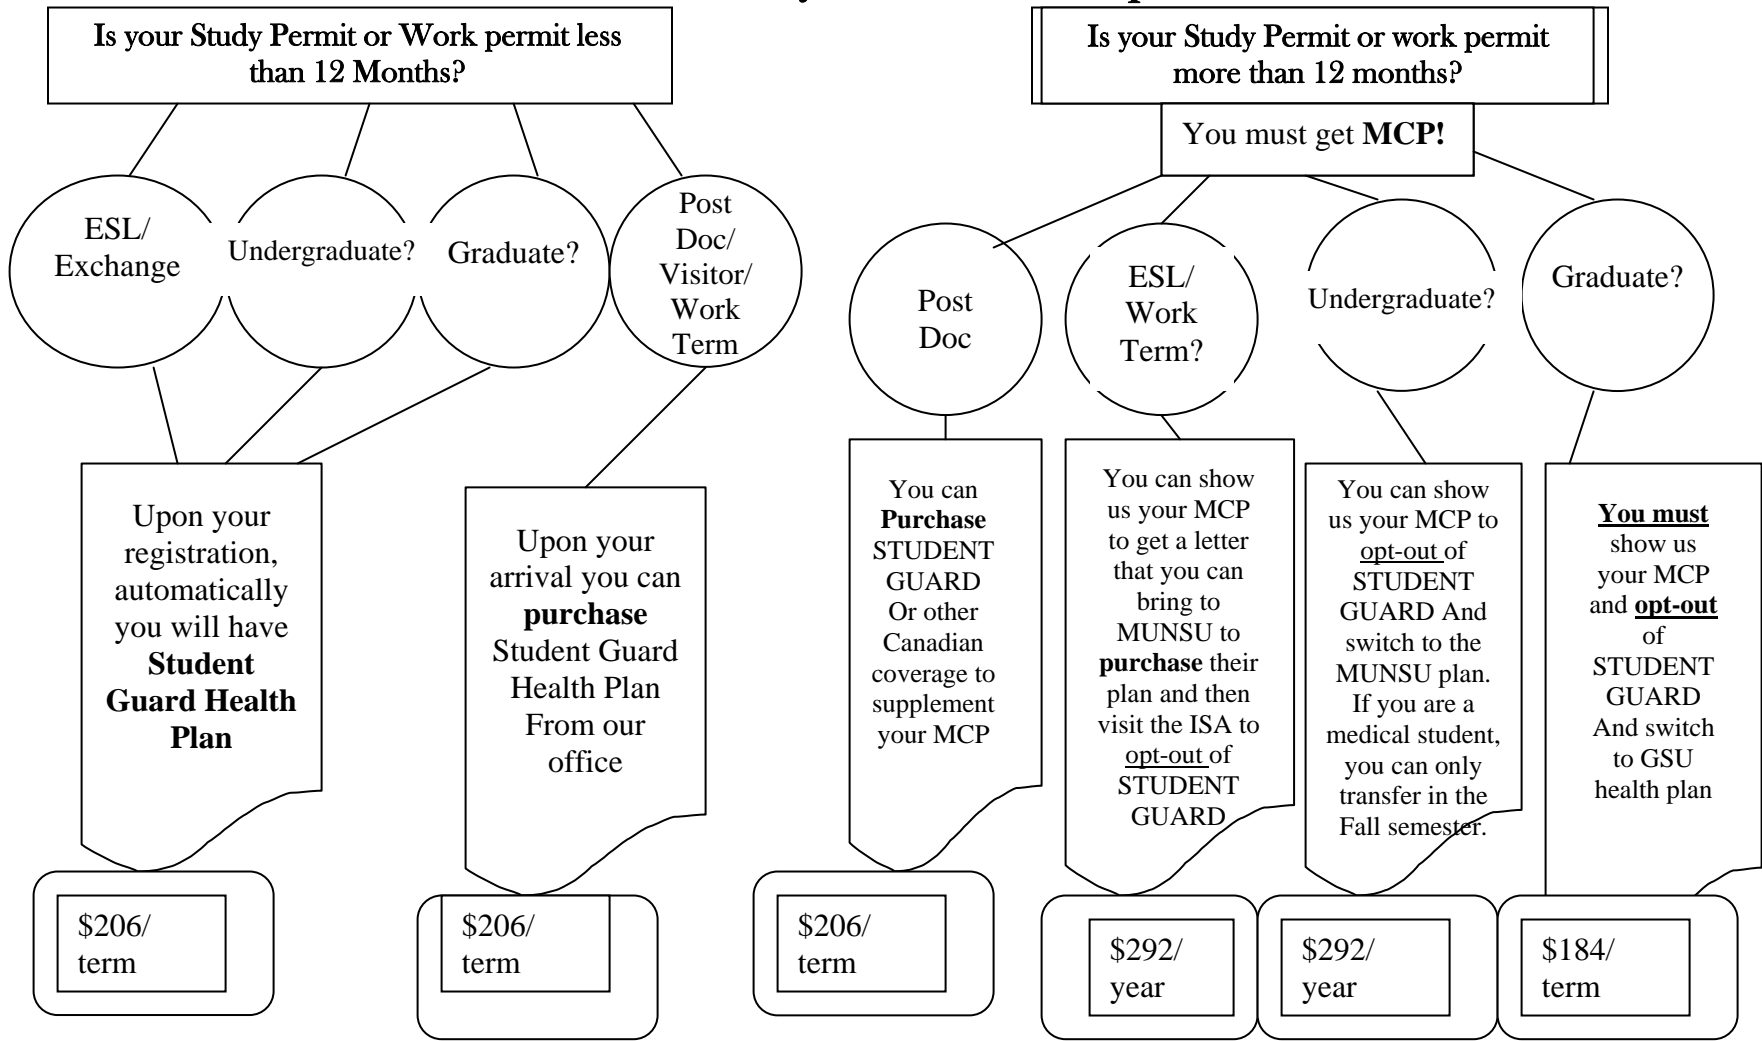 Is your Study Permit or Work permit less
than 12 Months?
Is your Study Permit or work permit
more than 12 months?
You must get MCP!
ESL/
Exchange
Undergraduate?
Graduate?
Post
Doc/
Visitor/
Work
Term
Post
Doc
ESL/
Work
Term?
Undergraduate?
Graduate?
Upon your
registration,
automatically
you will have
Student
Guard Health
Plan
Upon your
arrival you can
purchase
Student Guard
Health Plan
From our
office
You can
Purchase
STUDENT
GUARD
Or other
Canadian
coverage to
supplement
your MCP
You can show
us your MCP
to get a letter
that you can
bring to
MUNSU to
purchase their
plan and then
visit the ISA to
opt-out of
STUDENT
GUARD
You can show
us your MCP to
opt-out of
STUDENT
GUARD And
switch to the
MUNSU plan.
If you are a
medical student,
you can only
transfer in the
Fall semester.
You must
show us
your MCP
and opt-out
of
STUDENT
GUARD
And switch
to GSU
health plan
$206/
term
$206/
term
$206/
term
$292/
year
$292/
year
$184/
term